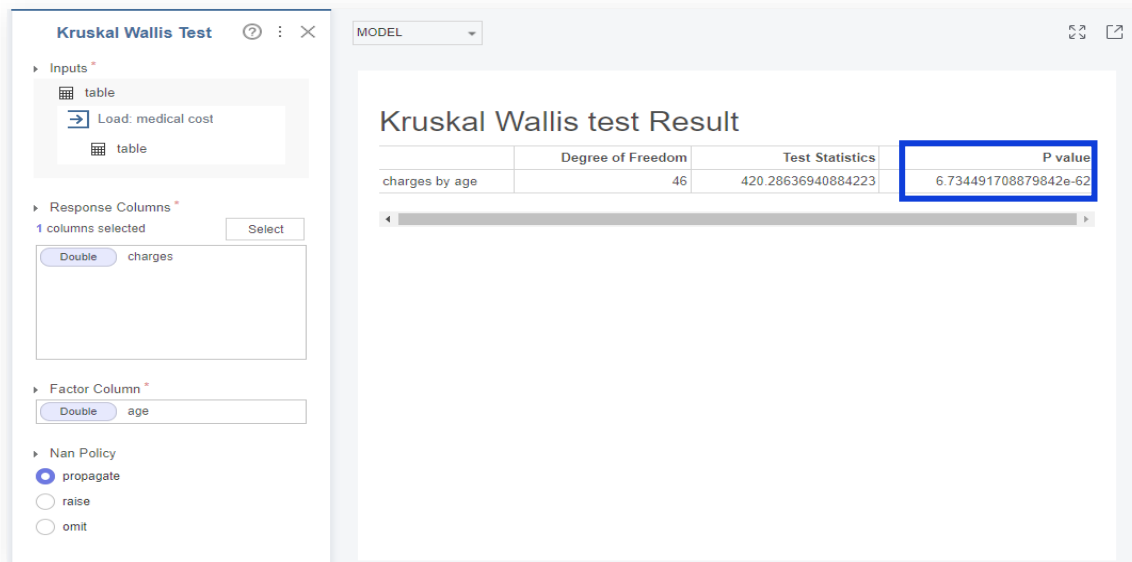 Kruskal Wallis Test
Inputs *
table
Load: medical cost
table
Response Columns *
1 columns selected
Select
Double charges
Factor Column *
Double age
Nan Policy
propagate
raise
omit
MODEL
Kruskal Wallis test Result
Degree of Freedom Test Statistics P value
charges by age 46 420.28636940884223 6.734491708879842e-62